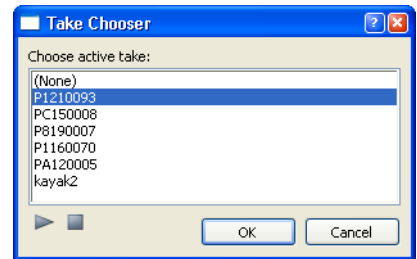 Take Chooser
Choose active take:
(None)
P1210093
PC150008
P8190007
P1160070
PA120005
kayak2
OK Cancel